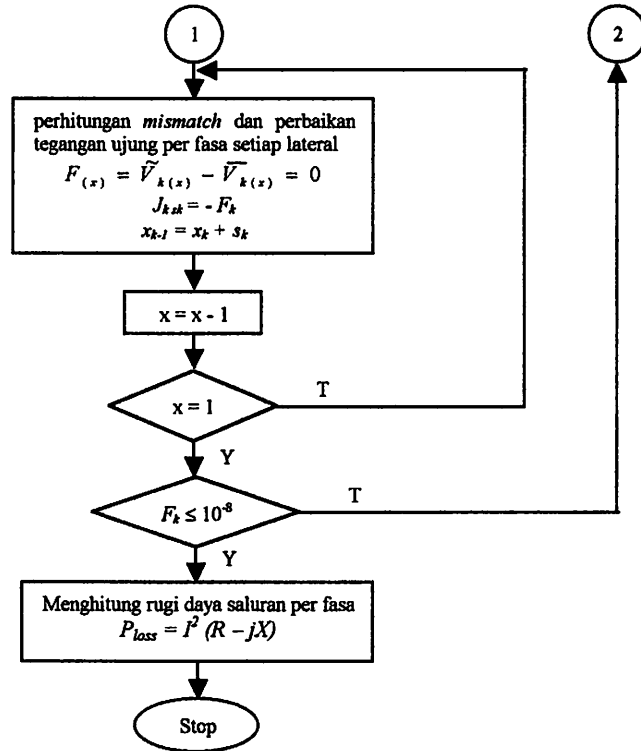 1
2
perhitungan mismatch dan perbaikan
tegangan ujung per fasa setiap lateral
F(x) = Ṽk(x) − V̅k(x) = 0
Jksk = - Fk
xk-1 = xk + sk
x = x - 1
x = 1
T
Y
Fk ≤ 10⁻⁸
T
Y
Menghitung rugi daya saluran per fasa
Ploss = I² (R – jX)
Stop